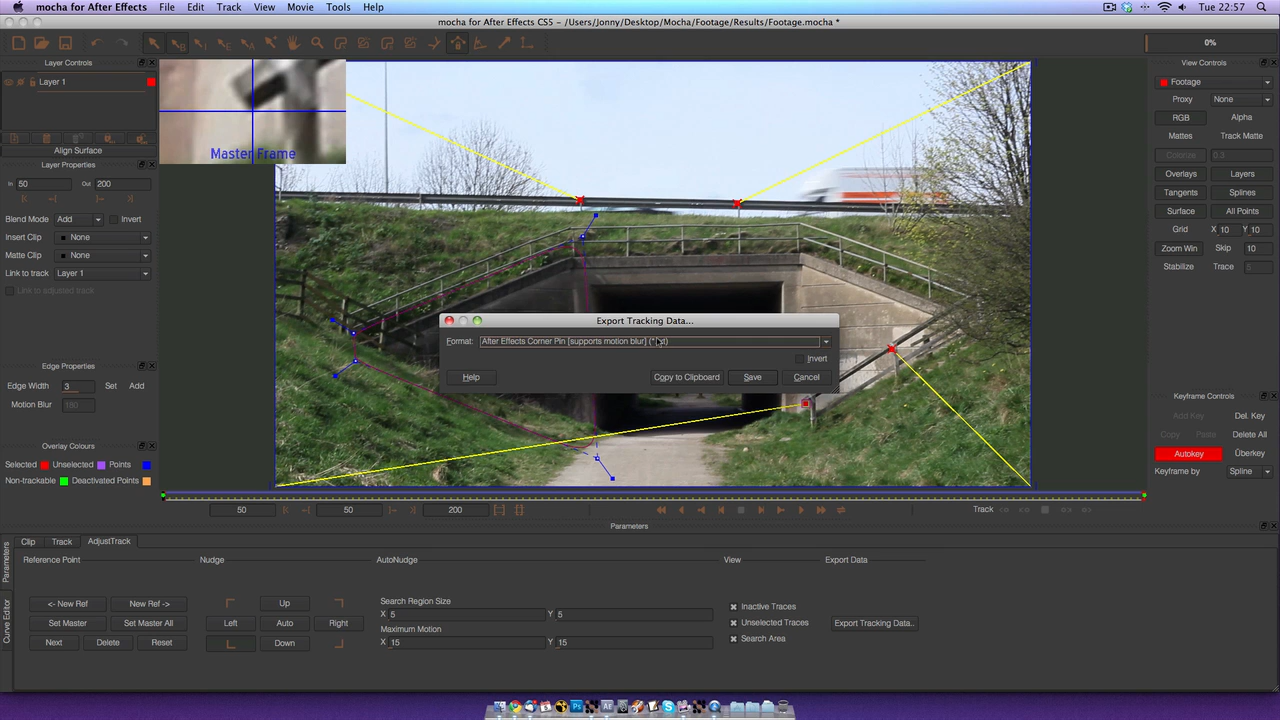 mocha for After Effects File Edit Track View Movie Tools Help Tue 22:57
mocha for After Effects CS5 - /Users/Jonny/Desktop/Mocha/Footage/Results/Footage.mocha *
0%
Layer Controls
Layer 1
Align Surface
Layer Properties
In 50 Out 200
Blend Mode Add Invert
Insert Clip None
Matte Clip None
Link to track Layer 1
Link to adjusted track
Edge Properties
Edge Width 3 Set Add
Motion Blur 180
Overlay Colours
Selected Unselected Points
Non-trackable Deactivated Points
Master Frame
Export Tracking Data...
Format: After Effects Corner Pin [supports motion blur]
Invert
Help Copy to Clipboard Save Cancel
View Controls
Footage
Proxy None
RGB Alpha
Mattes Track Matte
Colorize 0.3
Overlays Layers
Tangents Splines
Surface All Points
Grid X 10 Y 10
Zoom Win Skip 10
Stabilize Trace 5
Keyframe Controls
Add Key Del. Key
Copy Paste Delete All
Autokey Überkey
Keyframe by Spline
50 50 200 Track
Parameters
Parameters
Curve Editor
Clip Track AdjustTrack
Reference Point Nudge AutoNudge View Export Data
<- New Ref New Ref ->
Set Master Set Master All
Next Delete Reset
Up
Left Auto Right
Down
Search Region Size
X 5 Y 5
Maximum Motion
X 15 Y 15
Inactive Traces
Unselected Traces
Search Area
Export Tracking Data..